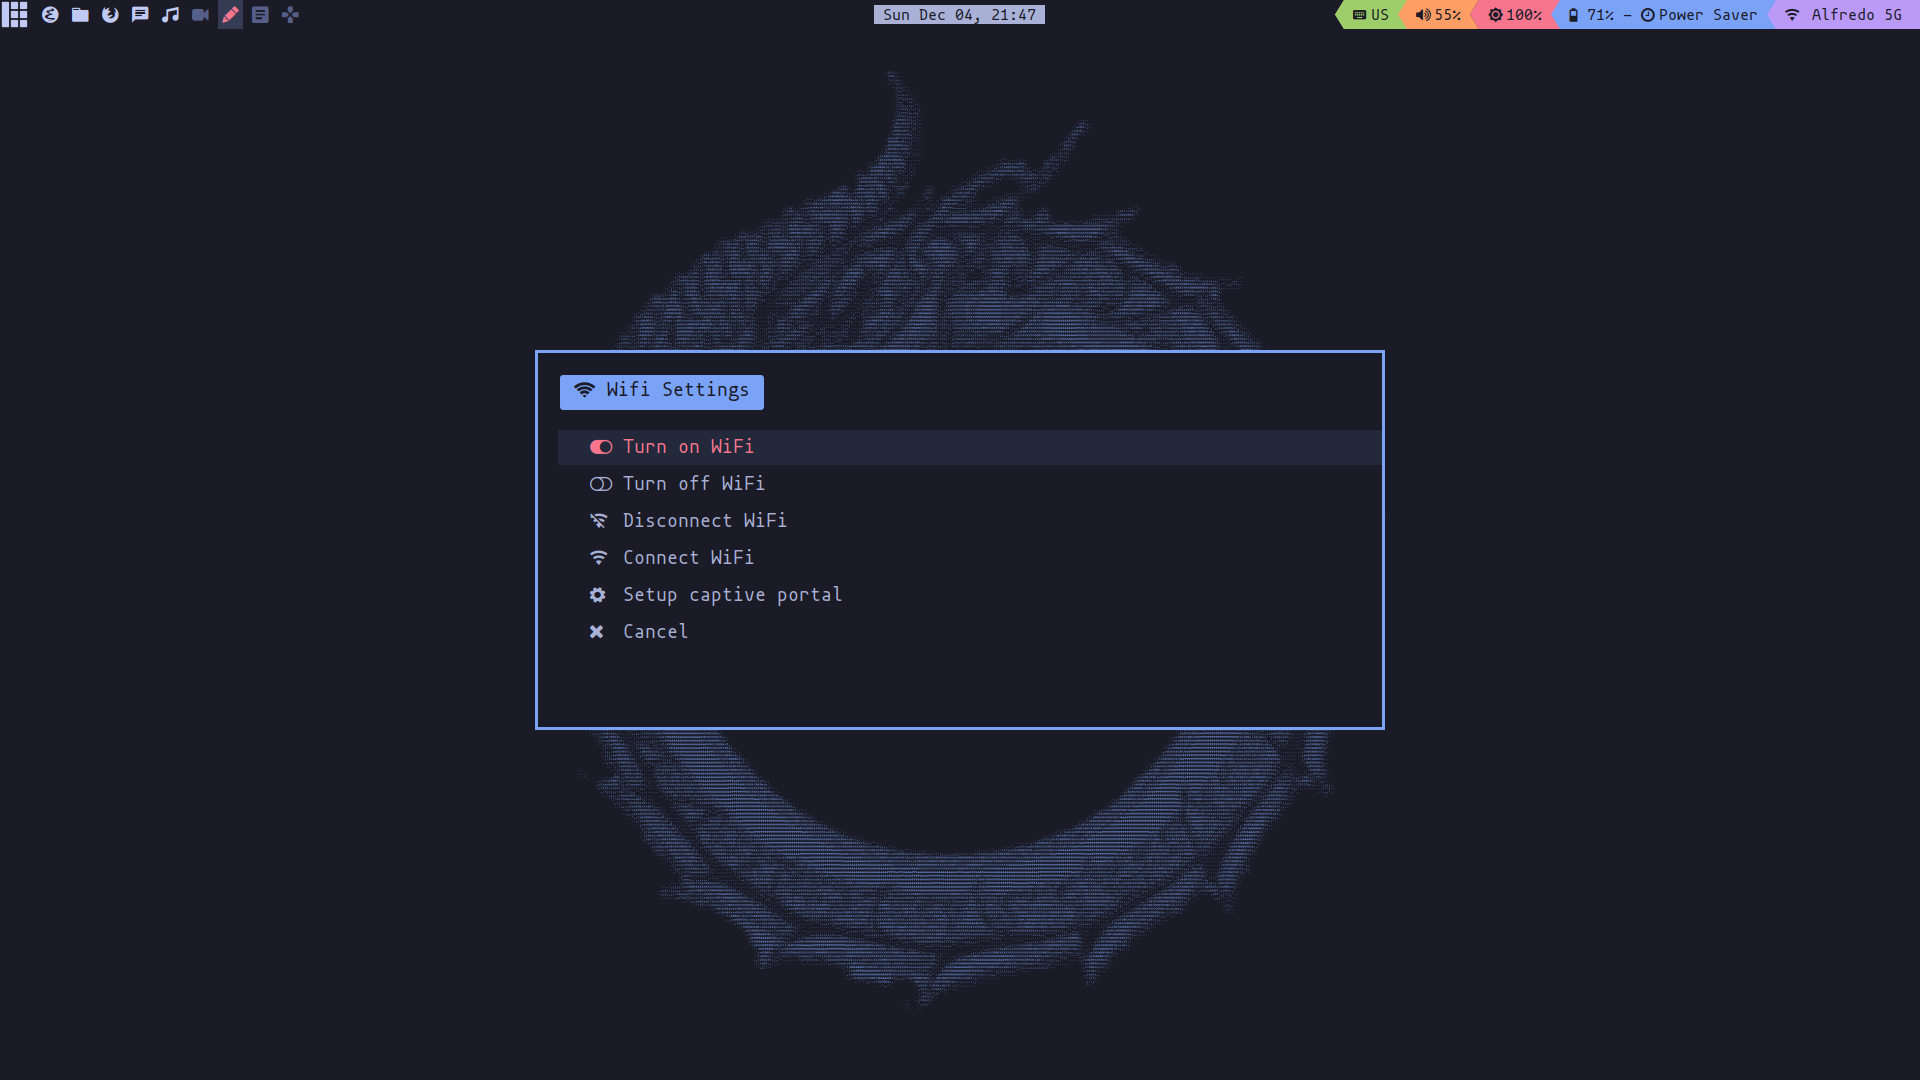 Sun Dec 04, 21:47
US 55% 100% 71% – Power Saver Alfredo 5G
Wifi Settings
Turn on WiFi
Turn off WiFi
Disconnect WiFi
Connect WiFi
Setup captive portal
Cancel